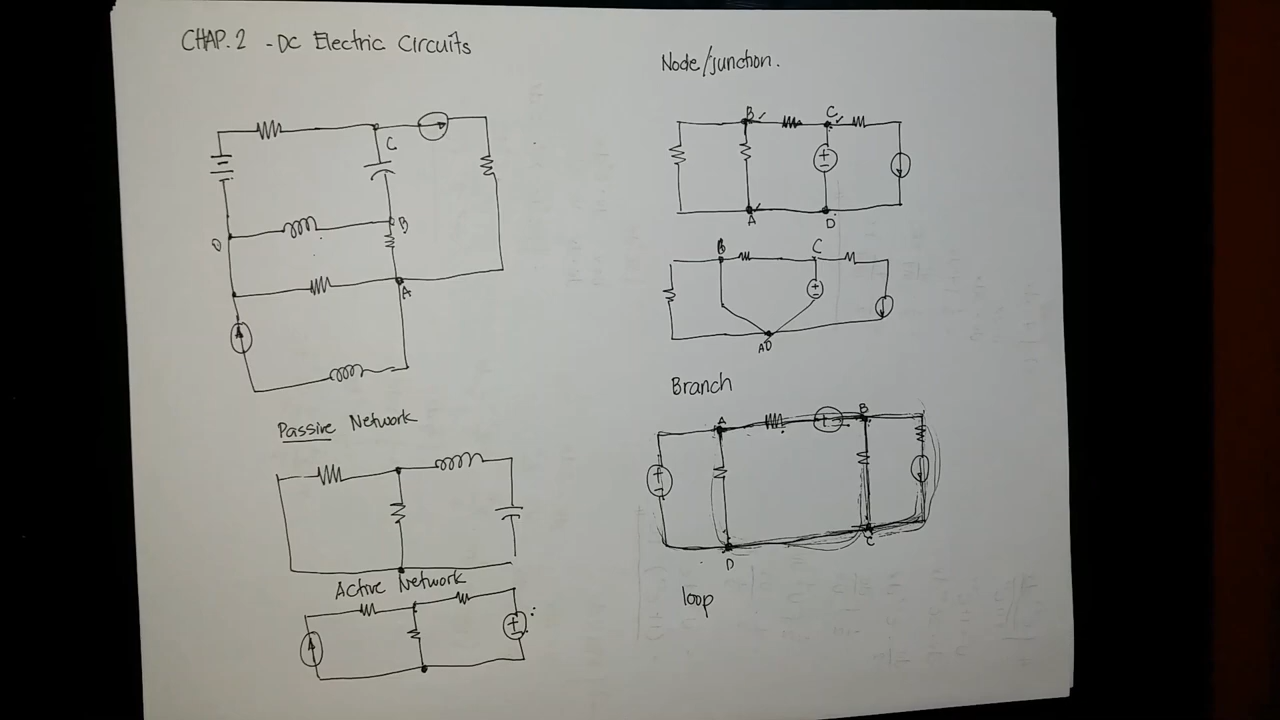 CHAP. 2 - DC Electric Circuits
C
D
B
A
Passive Network
Active Network
Node/junction.
B
C
A
D
B
C
AD
Branch
A
B
C
D
loop